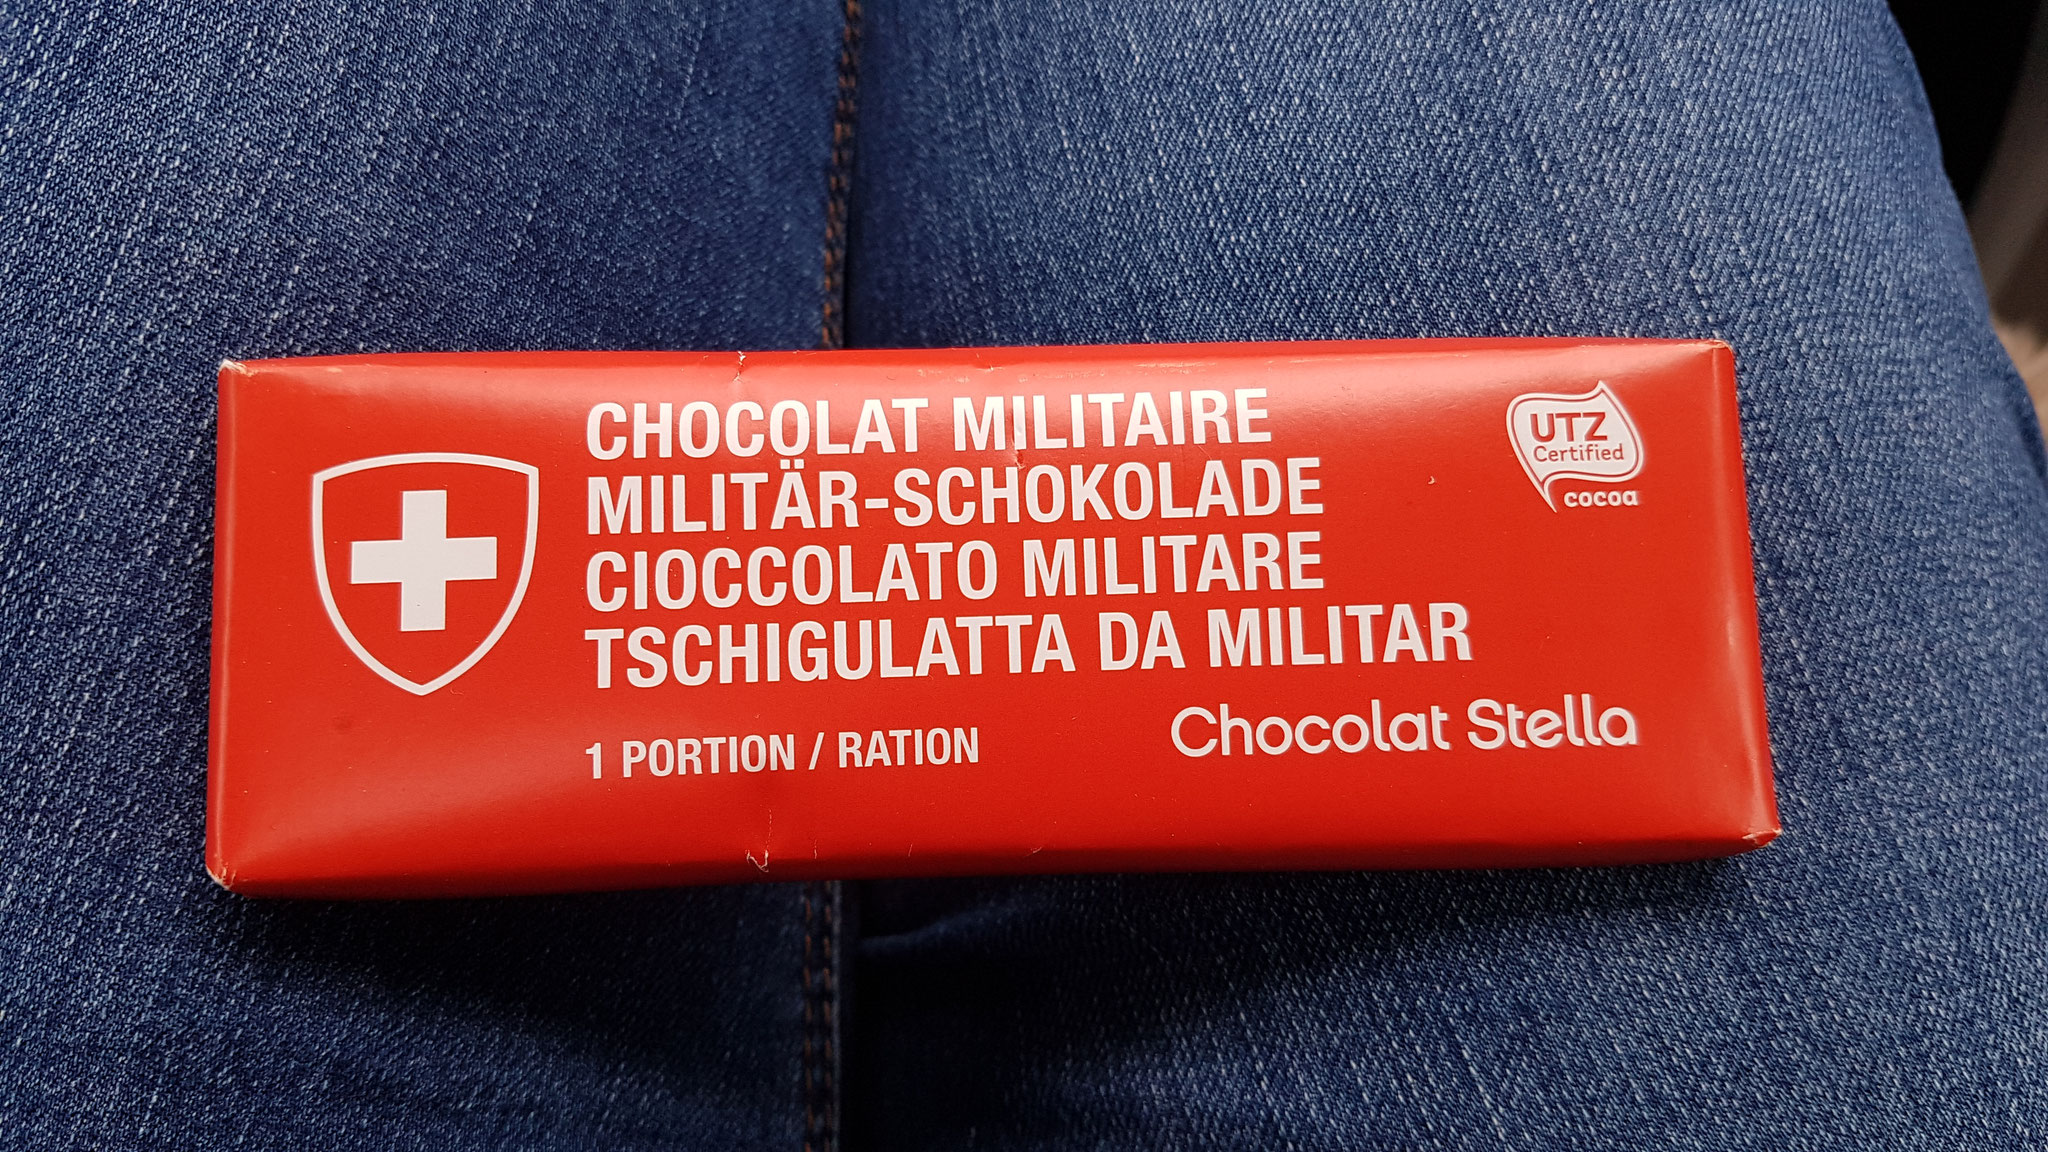 CHOCOLAT MILITAIRE
MILITÄR-SCHOKOLADE
CIOCCOLATO MILITARE
TSCHIGULATTA DA MILITAR
1 PORTION / RATION
Chocolat Stella
UTZ
Certified
cocoa